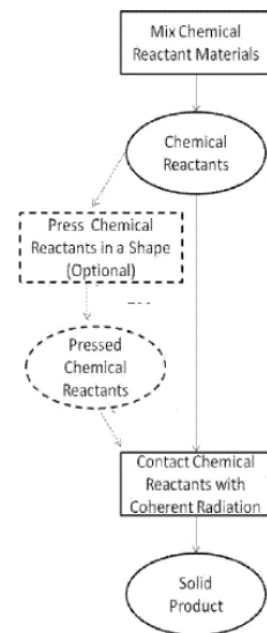 Mix Chemical
Reactant Materials
Chemical
Reactants
Press Chemical
Reactants in a Shape
(Optional)
Pressed
Chemical
Reactants
Contact Chemical
Reactants with
Coherent Radiation
Solid
Product